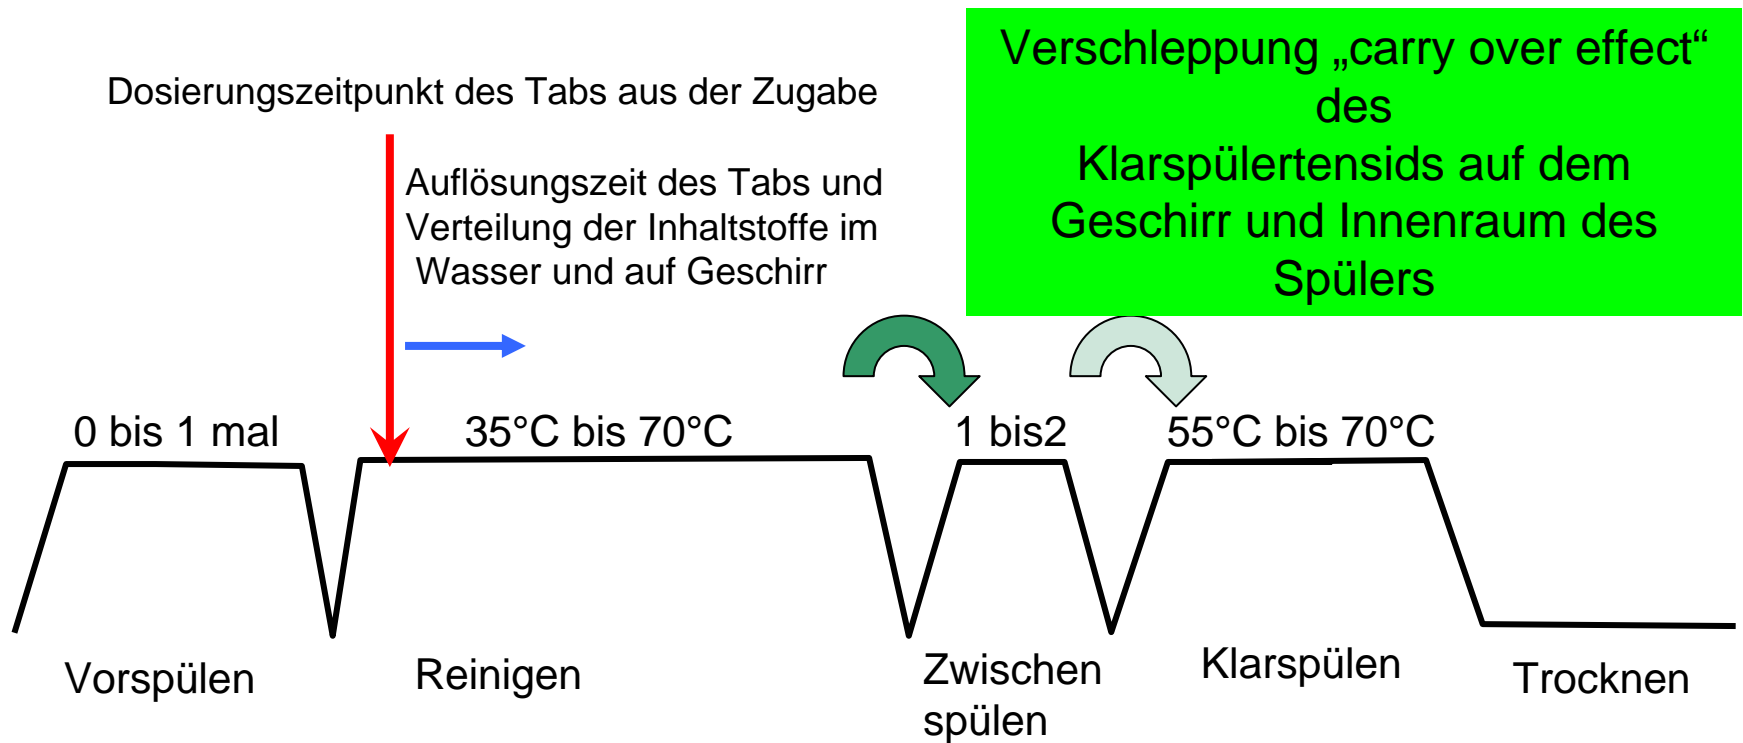 Verschleppung „carry over effect“
des
Klarspülertensids auf dem
Geschirr und Innenraum des
Spülers
Dosierungszeitpunkt des Tabs aus der Zugabe
Auflösungszeit des Tabs und
Verteilung der Inhaltstoffe im
Wasser und auf Geschirr
0 bis 1 mal
35°C bis 70°C
1 bis2
55°C bis 70°C
Vorspülen
Reinigen
Zwischen
spülen
Klarspülen
Trocknen